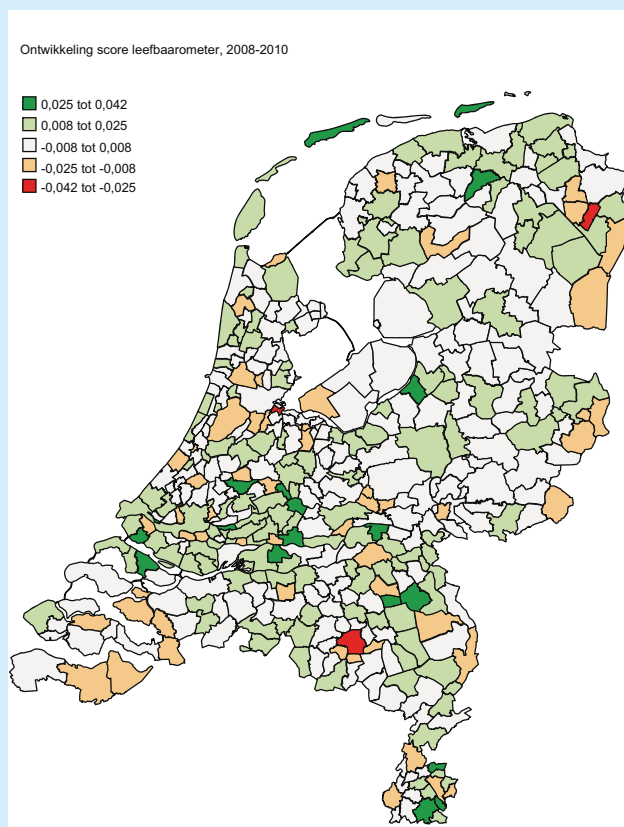 Ontwikkeling score leefbaarometer, 2008-2010
0,025 tot 0,042
0,008 tot 0,025
-0,008 tot 0,008
-0,025 tot -0,008
-0,042 tot -0,025